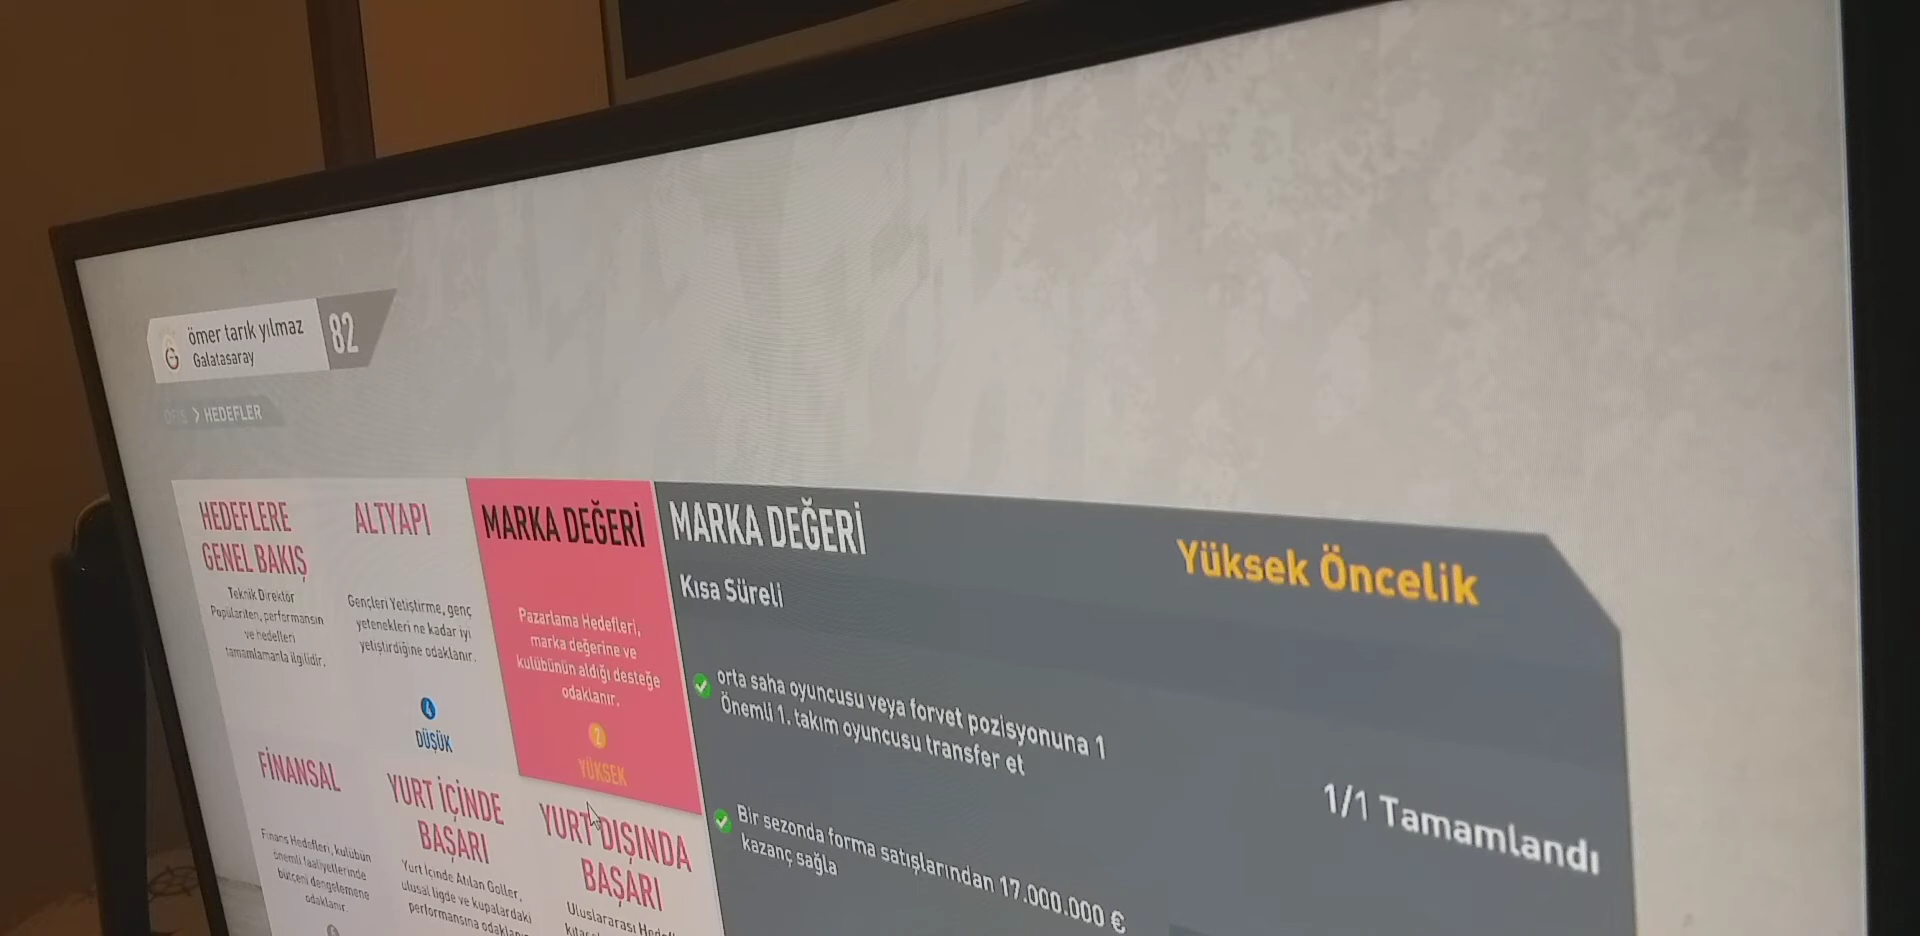 ömer tarık yılmaz
Galatasaray
82
> HEDEFLER
HEDEFLERE
GENEL BAKIŞ
Teknik Direktör
Popülariten, performansın
ve hedefleri
tamamlamanla ilgilidir.
ALTYAPI
Gençleri Yetiştirme, genç
yetenekleri ne kadar iyi
yetiştirdiğine odaklanır.
4
DÜŞÜK
MARKA DEĞERİ
Pazarlama Hedefleri,
marka değerine ve
kulübünün aldığı desteğe
odaklanır.
2
YÜKSEK
FİNANSAL
Finans Hedefleri, kulübün
önemli faaliyetlerinde
bütçeni dengelemene
odaklanır.
YURT İÇİNDE
BAŞARI
Yurt İçinde Atılan Goller,
ulusal ligde ve kupalardaki
performansına
YURT DIŞINDA
BAŞARI
Uluslararası
MARKA DEĞERİ
Yüksek Öncelik
Kısa Süreli
orta saha oyuncusu veya forvet pozisyonuna 1
Önemli 1. takım oyuncusu transfer et
1/1 Tamamlandı
Bir sezonda forma satışlarından 17.000.000 €
kazanç sağla